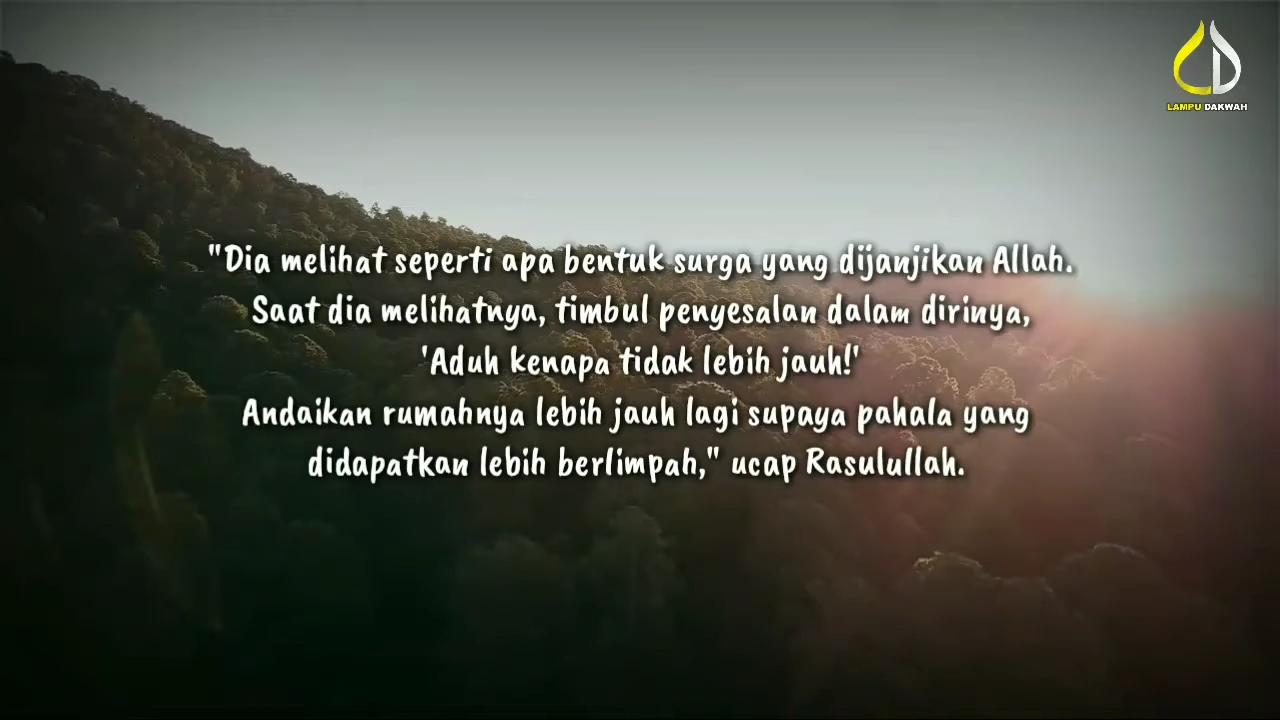 LAMPU DAKWAH
"Dia melihat seperti apa bentuk surga yang dijanjikan Allah.
Saat dia melihatnya, timbul penyesalan dalam dirinya,
'Aduh kenapa tidak lebih jauh!'
Andaikan rumahnya lebih jauh lagi supaya pahala yang
didapatkan lebih berlimpah," ucap Rasulullah.